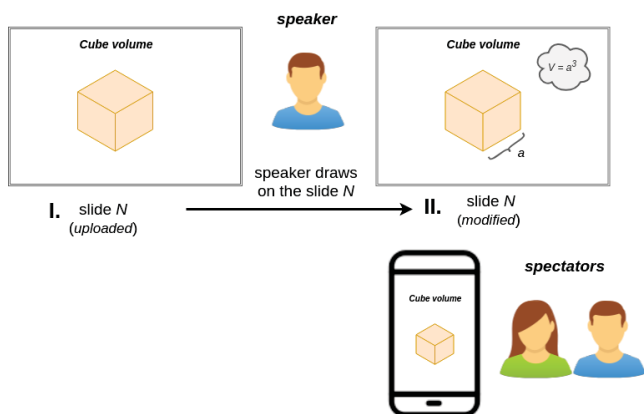 speaker
Cube volume
Cube volume
V = a³
a
speaker draws
on the slide N
I. slide N
(uploaded)
II. slide N
(modified)
spectators
Cube volume